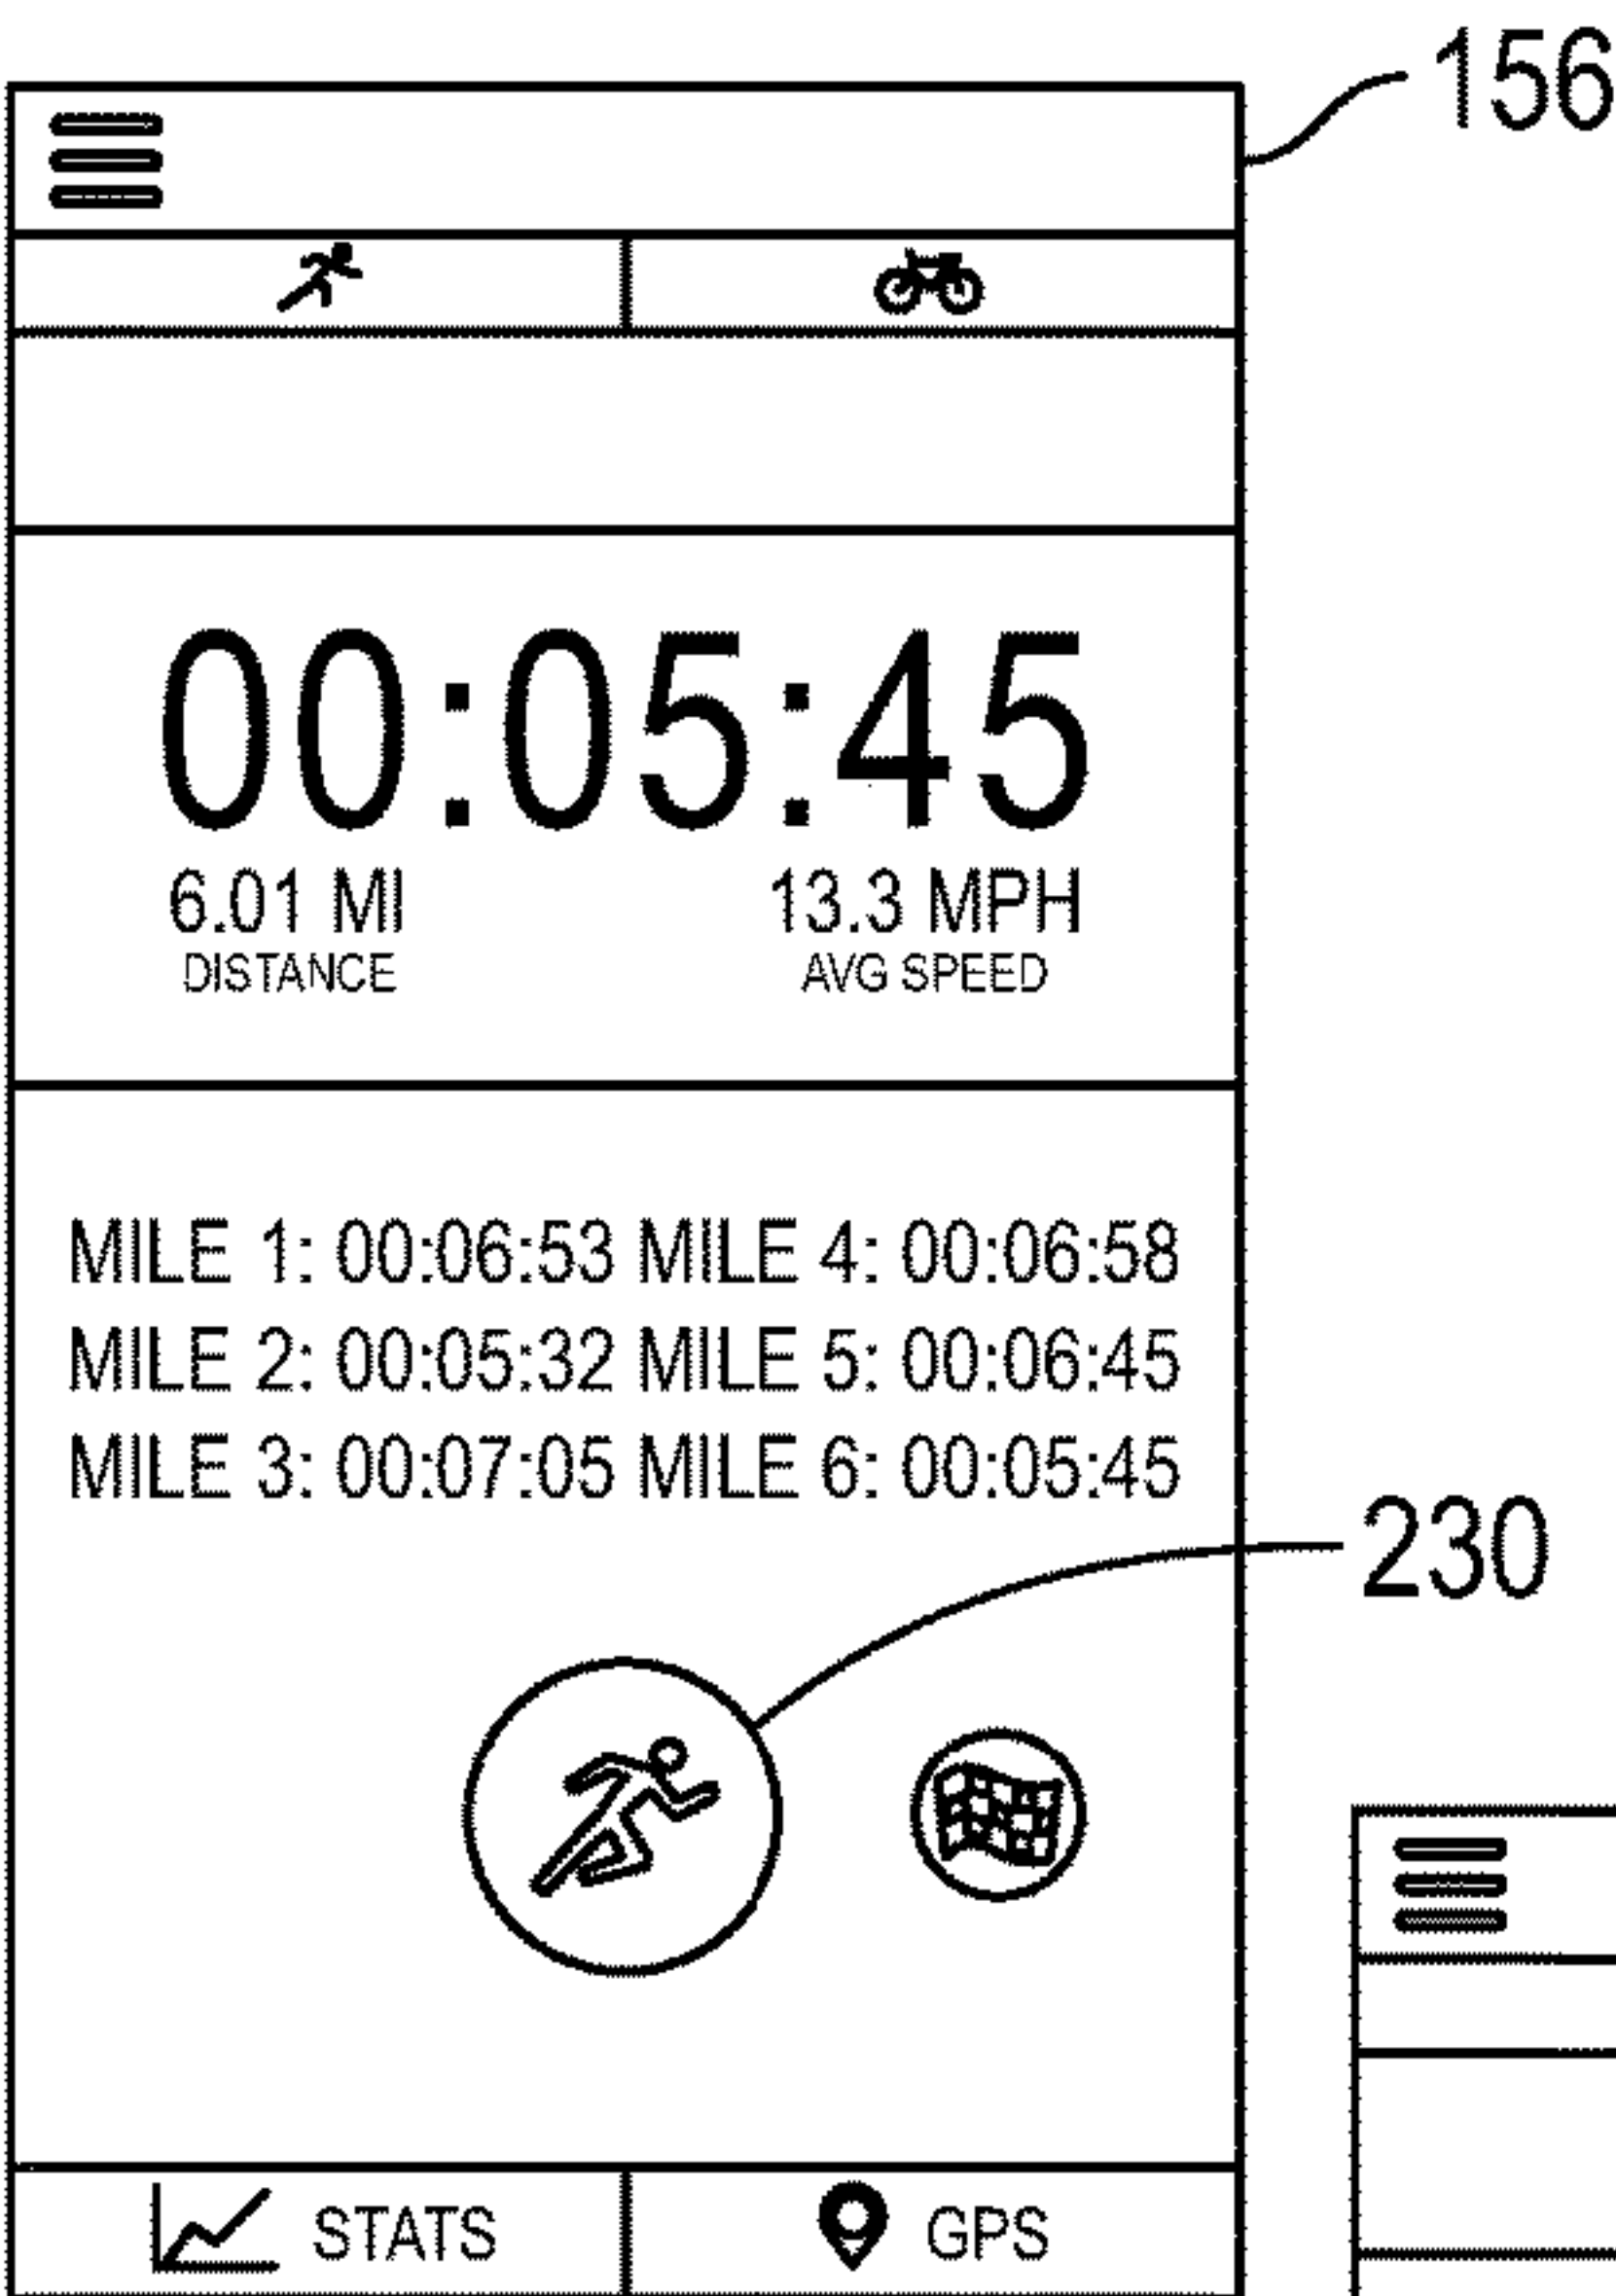 156
00:05:45
6.01 MI 13.3 MPH
DISTANCE AVG SPEED
MILE 1: 00:06:53 MILE 4: 00:06:58
MILE 2: 00:05:32 MILE 5: 00:06:45
MILE 3: 00:07:05 MILE 6: 00:05:45
230
STATS GPS